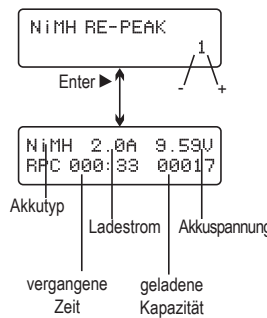 NiMH RE-PEAK
1
Enter
- +
NiMH 2.0A 9.59V
RPC 000:33 00017
Akkutyp
Ladestrom Akkuspannung
vergangene geladene
Zeit Kapazität